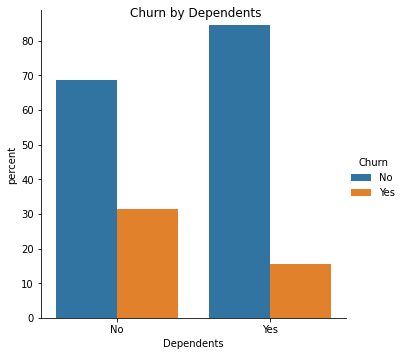 Churn by Dependents
percent
80
70
60
50
40
30
20
10
0
No
Yes
Dependents
Churn
No
Yes